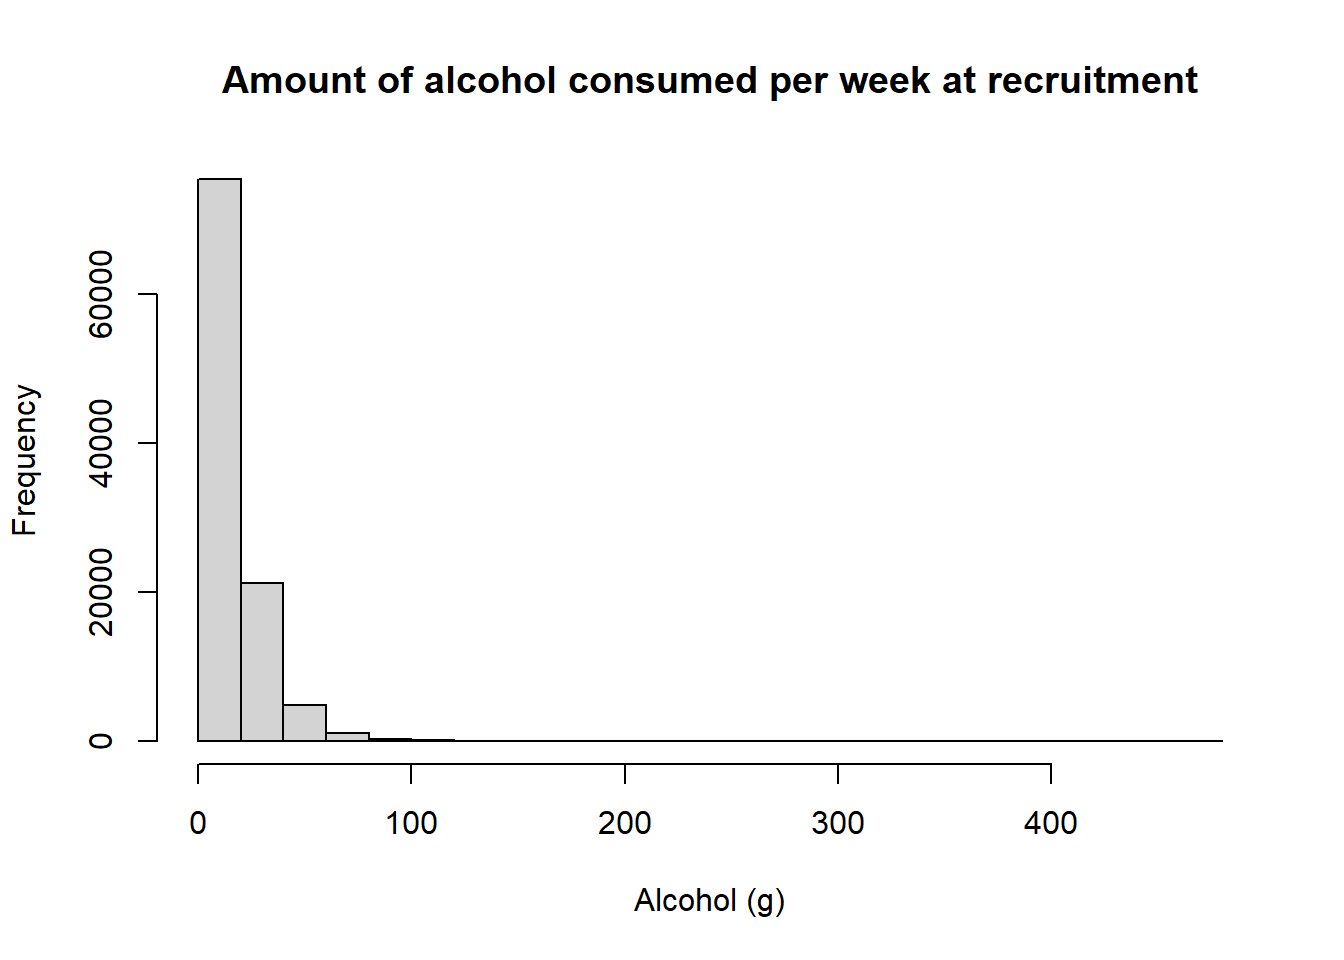 Amount of alcohol consumed per week at recruitment
Frequency
60000
40000
20000
0
0 100 200 300 400
Alcohol (g)